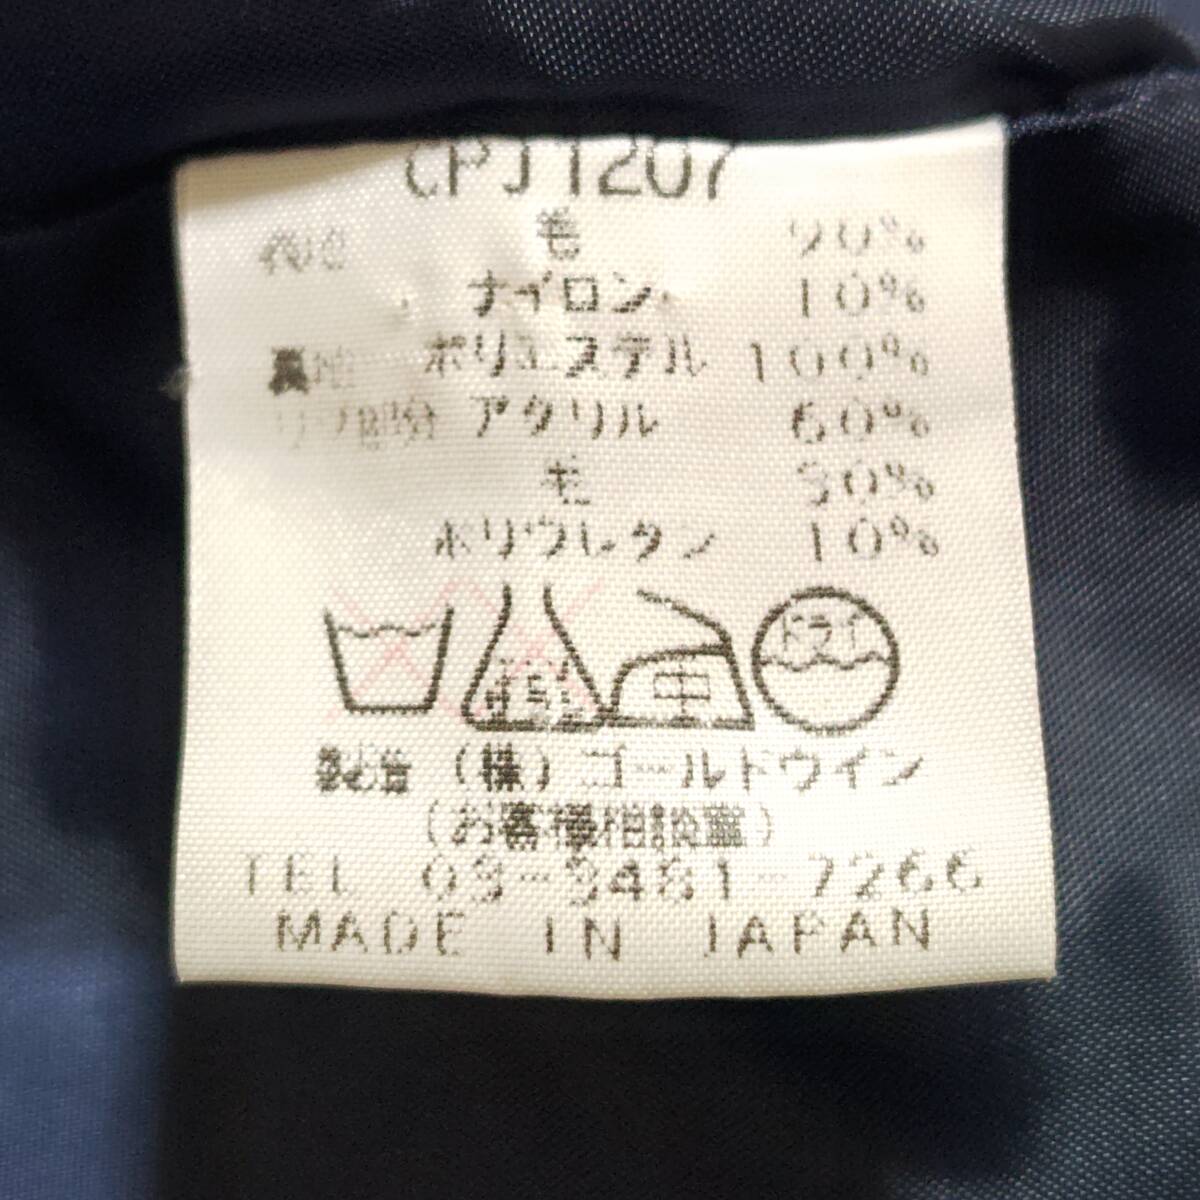 CPJ1207
表地 毛 90%
ナイロン 10%
裏地 ポリエステル 100%
リブ部分 アクリル 60%
毛 30%
ポリウレタン 10%
中 ドライ
(株)ゴールドウイン
(お客様相談室)
TEL 03-3481-7266
MADE IN JAPAN